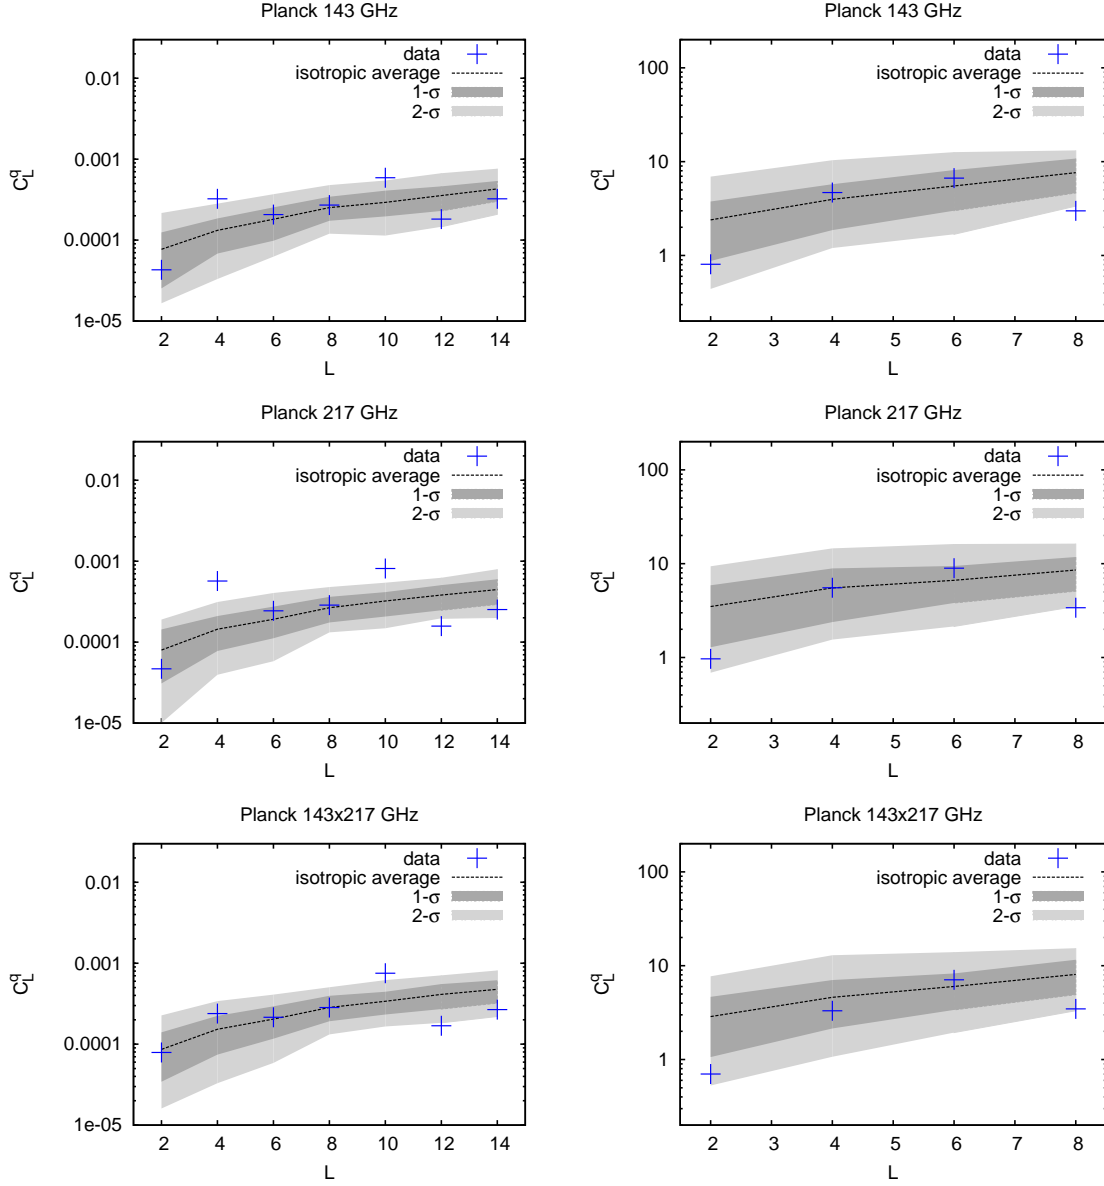 Planck 143 GHz
data
isotropic average
1-σ
2-σ
0.01
0.001
0.0001
1e-05
C_L^q
2 4 6 8 10 12 14
L
Planck 143 GHz
data
isotropic average
1-σ
2-σ
100
10
1
C_L^q
2 3 4 5 6 7 8
L
Planck 217 GHz
data
isotropic average
1-σ
2-σ
0.01
0.001
0.0001
1e-05
C_L^q
2 4 6 8 10 12 14
L
Planck 217 GHz
data
isotropic average
1-σ
2-σ
100
10
1
C_L^q
2 3 4 5 6 7 8
L
Planck 143x217 GHz
data
isotropic average
1-σ
2-σ
0.01
0.001
0.0001
1e-05
C_L^q
2 4 6 8 10 12 14
L
Planck 143x217 GHz
data
isotropic average
1-σ
2-σ
100
10
1
C_L^q
2 3 4 5 6 7 8
L